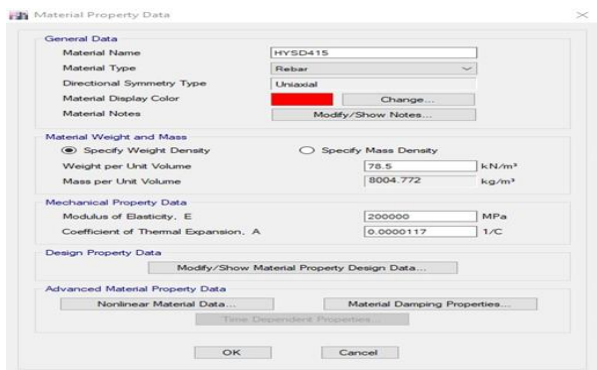 Material Property Data
General Data
Material Name HYSD415
Material Type Rebar
Directional Symmetry Type Uniaxial
Material Display Color Change...
Material Notes Modify/Show Notes...
Material Weight and Mass
Specify Weight Density Specify Mass Density
Weight per Unit Volume 78.5 kN/m³
Mass per Unit Volume 8004.772 kg/m³
Mechanical Property Data
Modulus of Elasticity, E 200000 MPa
Coefficient of Thermal Expansion, A 0.0000117 1/C
Design Property Data
Modify/Show Material Property Design Data...
Advanced Material Property Data
Nonlinear Material Data... Material Damping Properties...
Time Dependent Properties...
OK Cancel